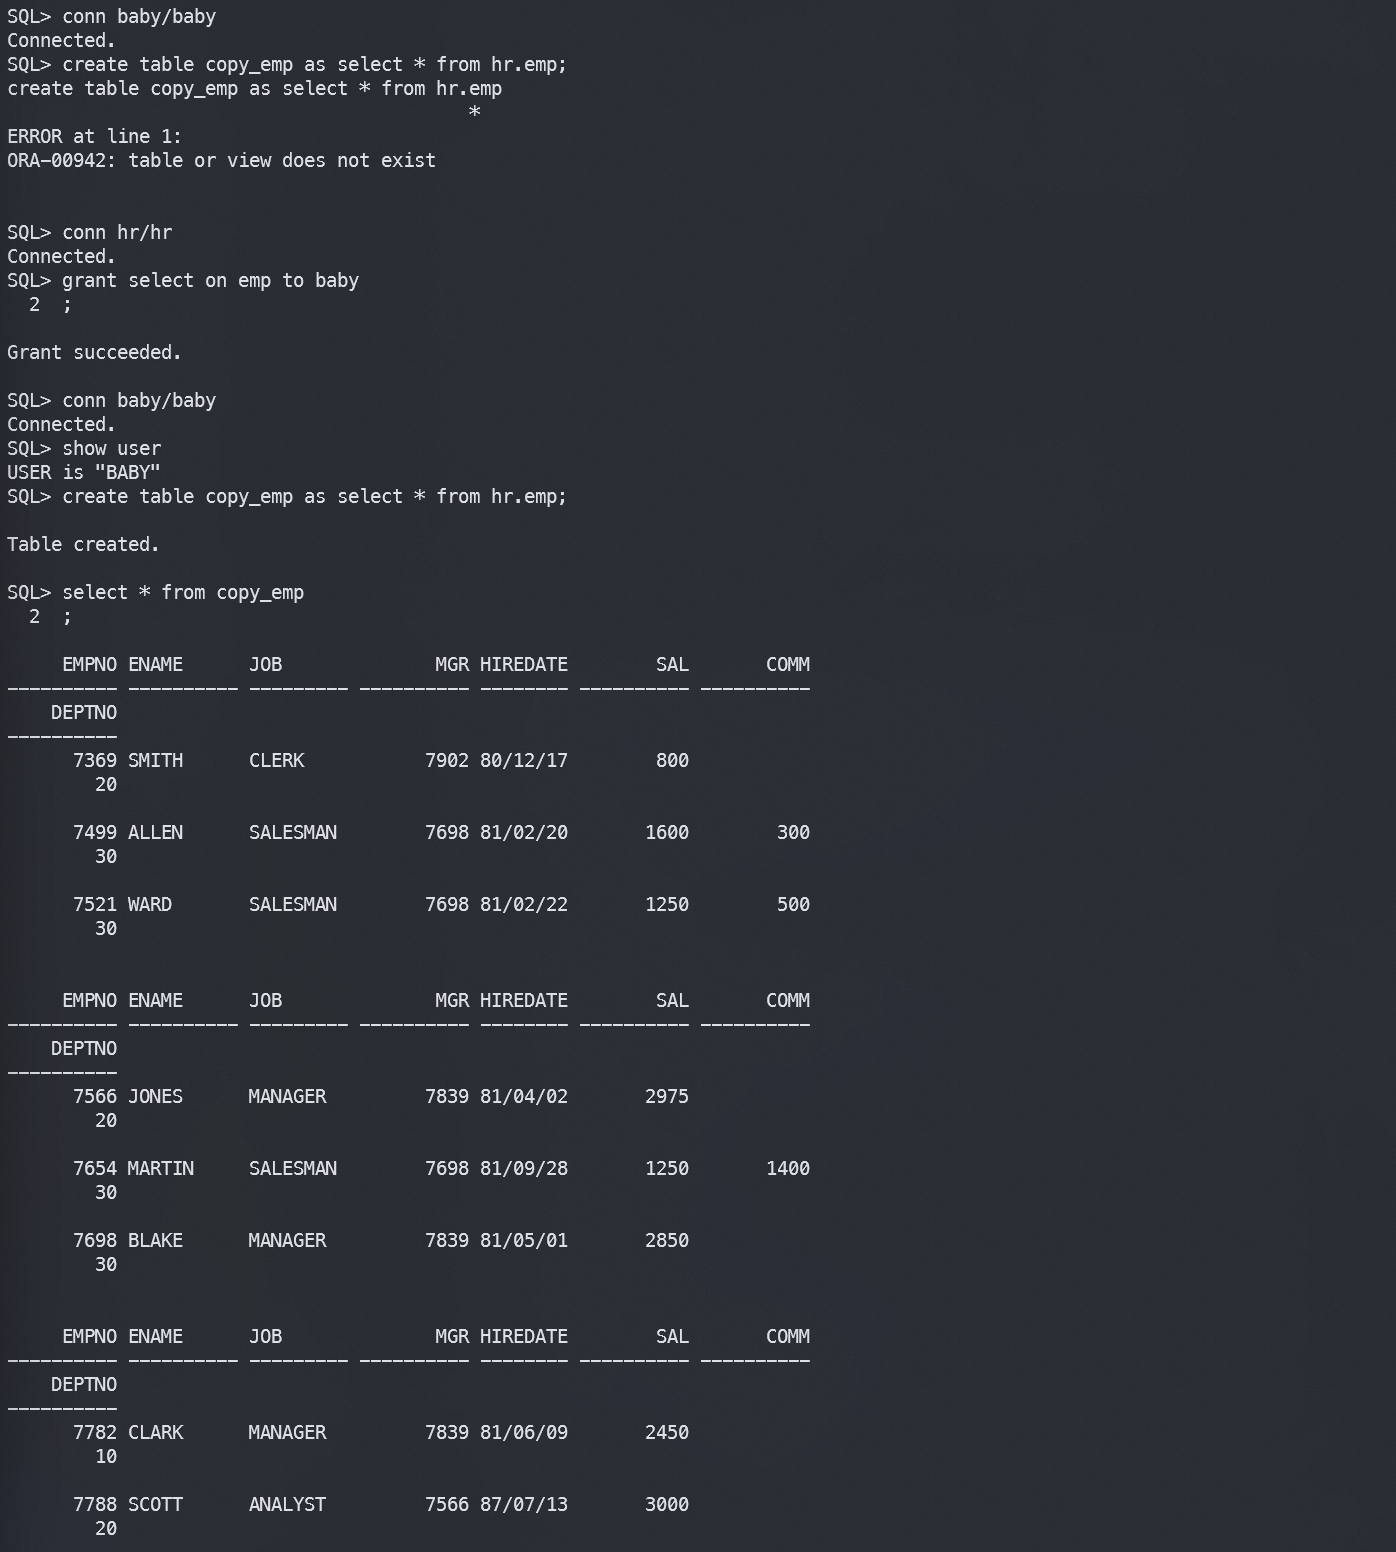 SQL> conn baby/baby
Connected.
SQL> create table copy_emp as select * from hr.emp;
create table copy_emp as select * from hr.emp
                                          *
ERROR at line 1:
ORA-00942: table or view does not exist


SQL> conn hr/hr
Connected.
SQL> grant select on emp to baby
  2  ;

Grant succeeded.

SQL> conn baby/baby
Connected.
SQL> show user
USER is "BABY"
SQL> create table copy_emp as select * from hr.emp;

Table created.

SQL> select * from copy_emp
  2  ;

     EMPNO ENAME      JOB              MGR HIREDATE        SAL       COMM
---------- ---------- --------- ---------- -------- ---------- ----------
    DEPTNO
----------
      7369 SMITH      CLERK           7902 80/12/17        800
        20

      7499 ALLEN      SALESMAN        7698 81/02/20       1600        300
        30

      7521 WARD       SALESMAN        7698 81/02/22       1250        500
        30


     EMPNO ENAME      JOB              MGR HIREDATE        SAL       COMM
---------- ---------- --------- ---------- -------- ---------- ----------
    DEPTNO
----------
      7566 JONES      MANAGER         7839 81/04/02       2975
        20

      7654 MARTIN     SALESMAN        7698 81/09/28       1250       1400
        30

      7698 BLAKE      MANAGER         7839 81/05/01       2850
        30


     EMPNO ENAME      JOB              MGR HIREDATE        SAL       COMM
---------- ---------- --------- ---------- -------- ---------- ----------
    DEPTNO
----------
      7782 CLARK      MANAGER         7839 81/06/09       2450
        10

      7788 SCOTT      ANALYST         7566 87/07/13       3000
        20